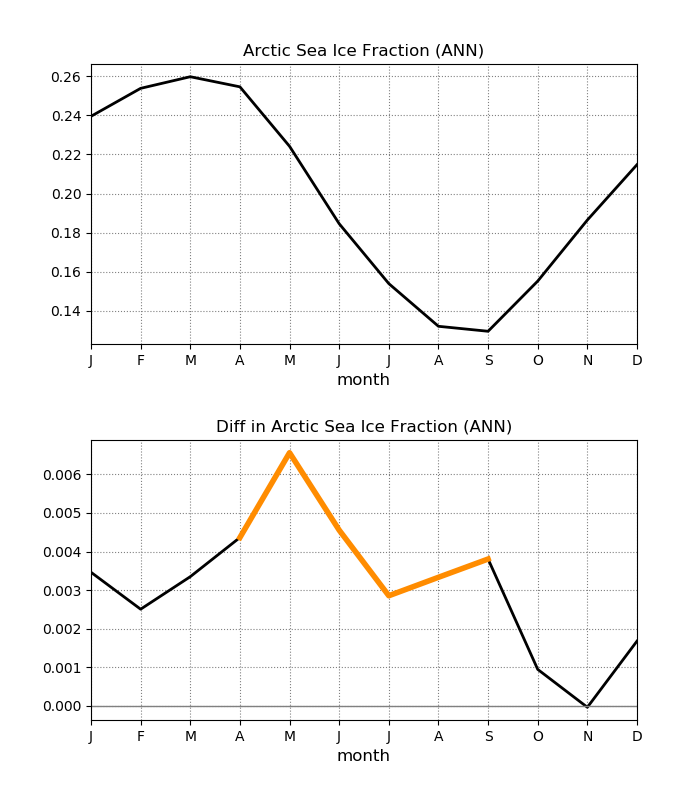 Arctic Sea Ice Fraction (ANN)
0.26
0.24
0.22
0.20
0.18
0.16
0.14
J F M A M J J A S O N D
month
Diff in Arctic Sea Ice Fraction (ANN)
0.006
0.005
0.004
0.003
0.002
0.001
0.000
J F M A M J J A S O N D
month